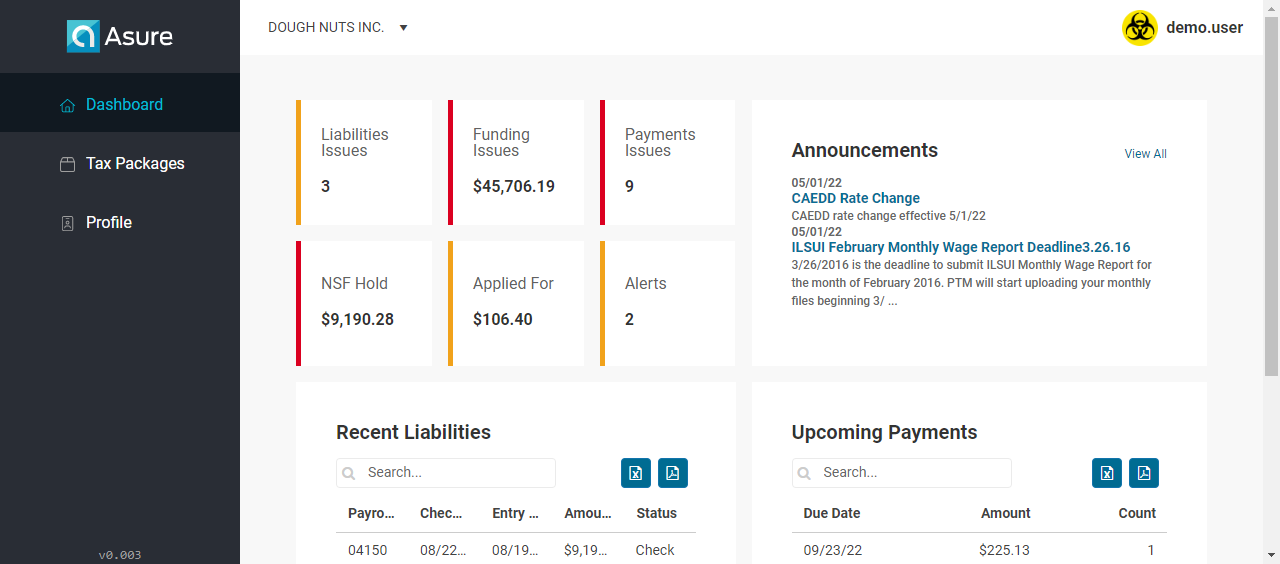 Asure
DOUGH NUTS INC.
demo.user
Dashboard
Tax Packages
Profile
v0.003
Liabilities
Issues
3
Funding
Issues
$45,706.19
Payments
Issues
9
NSF Hold
$9,190.28
Applied For
$106.40
Alerts
2
Announcements
View All
05/01/22
CAEDD Rate Change
CAEDD rate change effective 5/1/22
05/01/22
ILSUI February Monthly Wage Report Deadline3.26.16
3/26/2016 is the deadline to submit ILSUI Monthly Wage Report for
the month of February 2016. PTM will start uploading your monthly
files beginning 3/ ...
Recent Liabilities
Search...
Payro... Chec... Entry ... Amou... Status
04150 08/22... 08/19... $9,19... Check
Upcoming Payments
Search...
Due Date Amount Count
09/23/22 $225.13 1